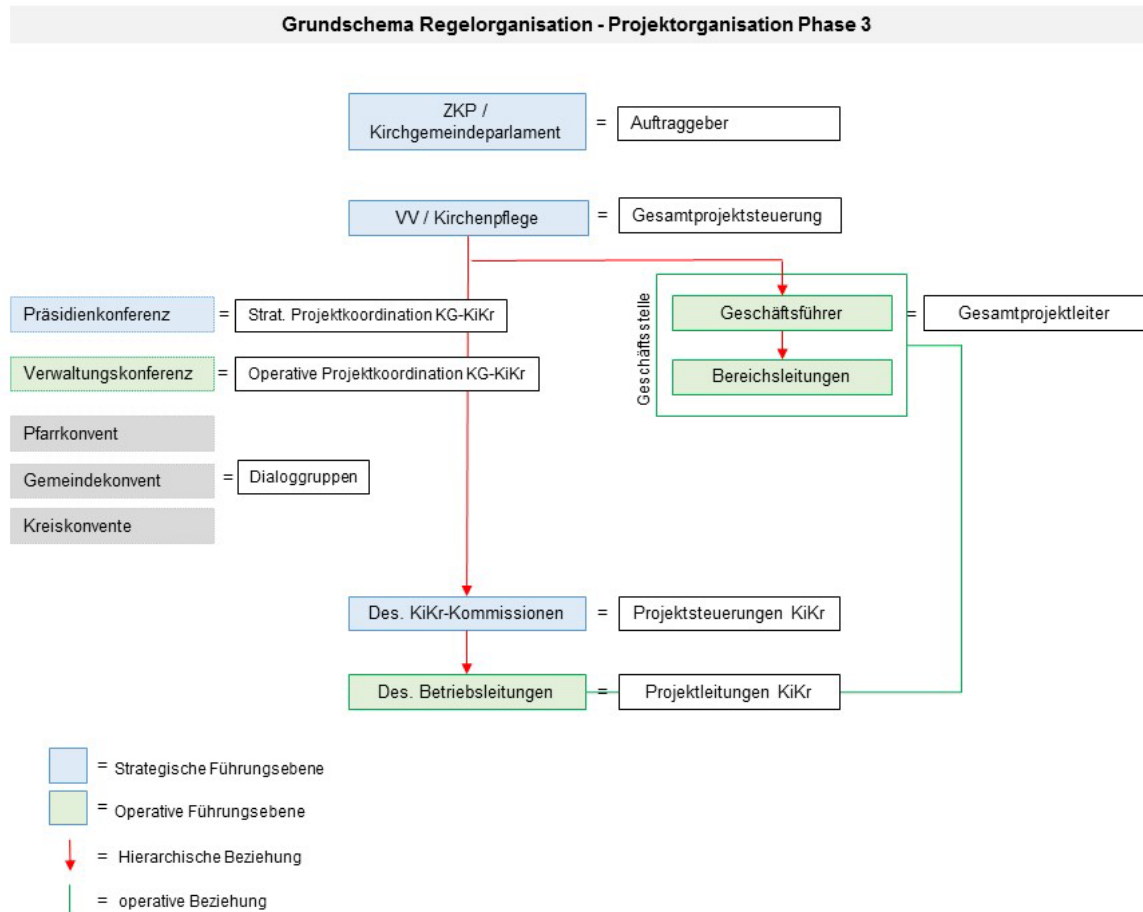 Grundschema Regelorganisation - Projektorganisation Phase 3
ZKP /
Kirchgemeindeparlament
=
Auftraggeber
VV / Kirchenpflege
=
Gesamtprojektsteuerung
Geschäftsstelle
Geschäftsführer
=
Gesamtprojektleiter
Bereichsleitungen
Präsidienkonferenz
=
Strat. Projektkoordination KG-KiKr
Verwaltungskonferenz
=
Operative Projektkoordination KG-KiKr
Pfarrkonvent
Gemeindekonvent
=
Dialoggruppen
Kreiskonvente
Des. KiKr-Kommissionen
=
Projektsteuerungen KiKr
Des. Betriebsleitungen
=
Projektleitungen KiKr
= Strategische Führungsebene
= Operative Führungsebene
= Hierarchische Beziehung
= operative Beziehung